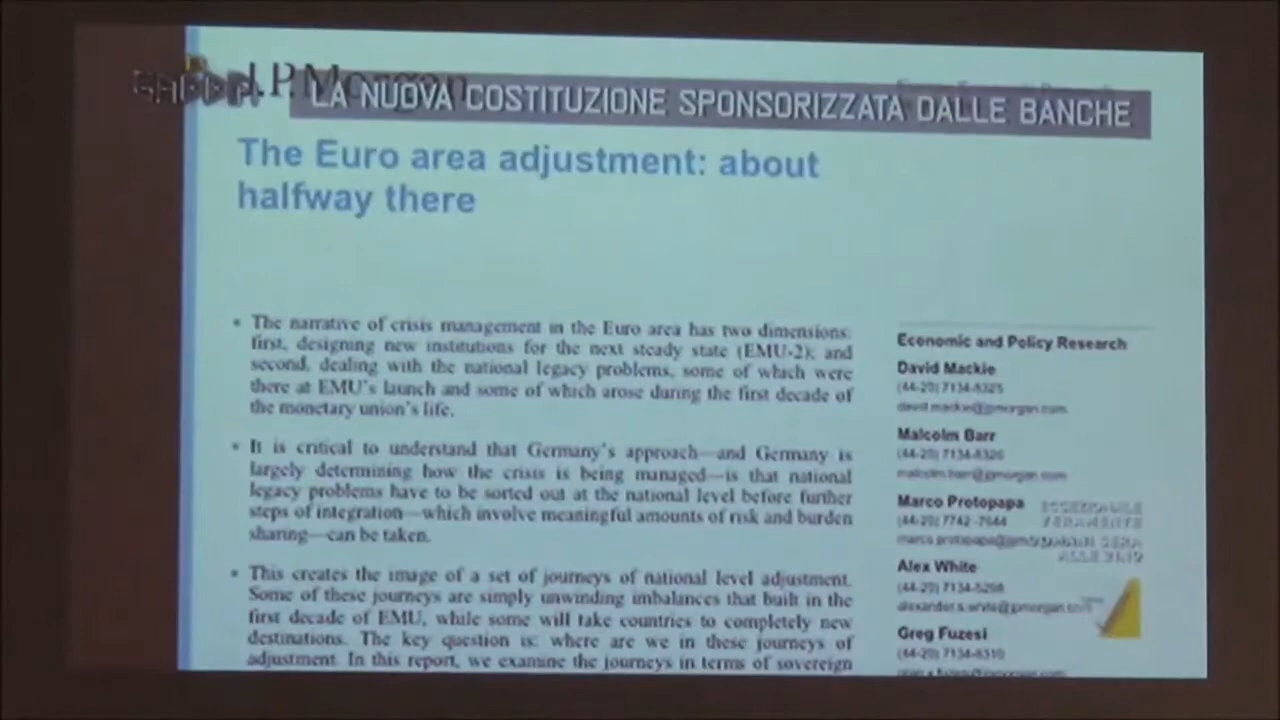 J.P.Morgan
LA NUOVA COSTITUZIONE SPONSORIZZATA DALLE BANCHE
The Euro area adjustment: about
halfway there
• The narrative of crisis management in the Euro area has two dimensions:
first, designing new institutions for the next steady state (EMU-2); and
second, dealing with the national legacy problems, some of which were
there at EMU's launch and some of which arose during the first decade of
the monetary union's life.
• It is critical to understand that Germany's approach—and Germany is
largely determining how the crisis is being managed—is that national
legacy problems have to be sorted out at the national level before further
steps of integration—which involve meaningful amounts of risk and burden
sharing—can be taken.
• This creates the image of a set of journeys of national level adjustment.
Some of these journeys are simply unwinding imbalances that built in the
first decade of EMU, while some will take countries to completely new
destinations. The key question is: where are we in these journeys of
adjustment. In this report, we examine the journeys in terms of sovereign
Economic and Policy Research
David Mackie
(44-20) 7134-8325
david.mackie@jpmorgan.com
Malcolm Barr
(44-20) 7134-8326
malcolm.barr@jpmorgan.com
Marco Protopapa
(44-20) 7742-7644
Alex White
(44-20) 7134-5298
Greg Fuzesi
(44-20) 7134-8310